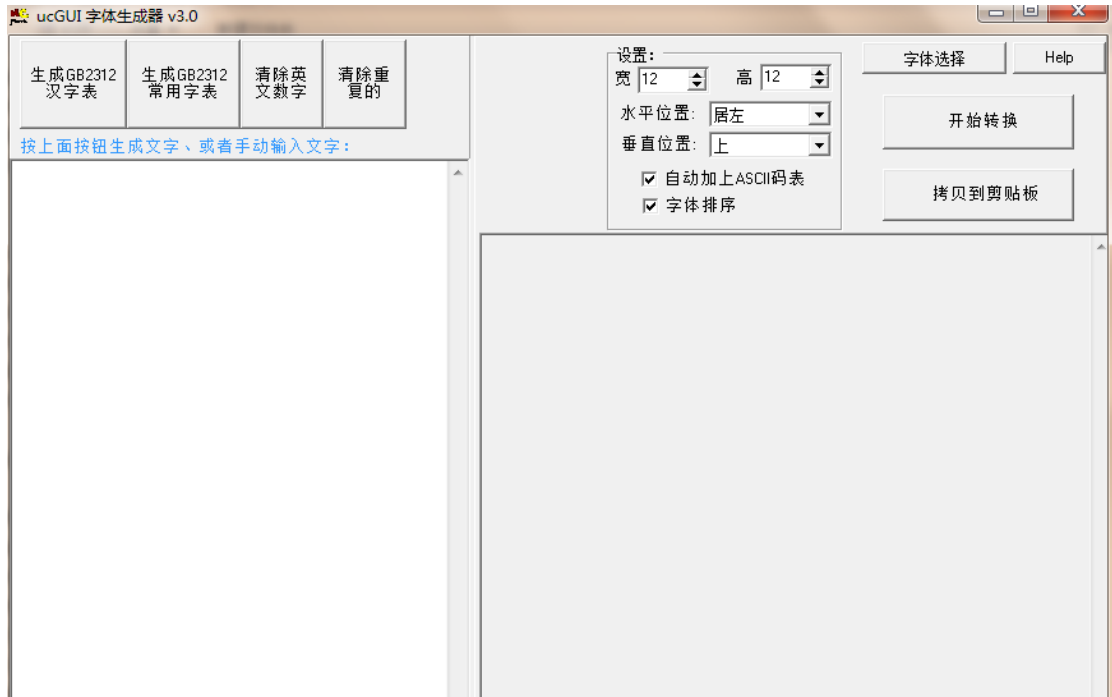 ucGUI 字体生成器 v3.0
生成GB2312
汉字表
生成GB2312
常用字表
清除英
文数字
清除重
复的
按上面按钮生成文字、或者手动输入文字：
设置：
宽 12 高 12
水平位置： 居左
垂直位置： 上
自动加上ASCII码表
字体排序
字体选择
Help
开始转换
拷贝到剪贴板